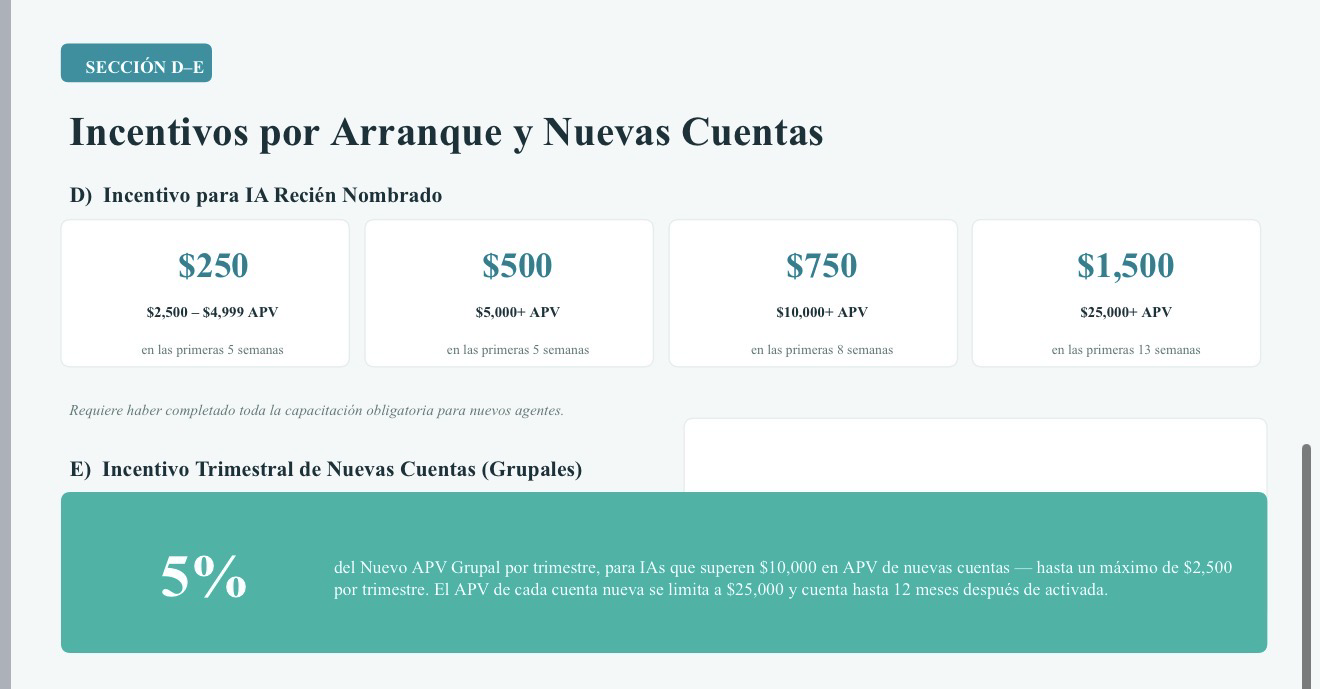 SECCIÓN D–E
Incentivos por Arranque y Nuevas Cuentas
D) Incentivo para IA Recién Nombrado
$250
$2,500 – $4,999 APV
en las primeras 5 semanas
$500
$5,000+ APV
en las primeras 5 semanas
$750
$10,000+ APV
en las primeras 8 semanas
$1,500
$25,000+ APV
en las primeras 13 semanas
Requiere haber completado toda la capacitación obligatoria para nuevos agentes.
E) Incentivo Trimestral de Nuevas Cuentas (Grupales)
5%
del Nuevo APV Grupal por trimestre, para IAs que superen $10,000 en APV de nuevas cuentas — hasta un máximo de $2,500
por trimestre. El APV de cada cuenta nueva se limita a $25,000 y cuenta hasta 12 meses después de activada.